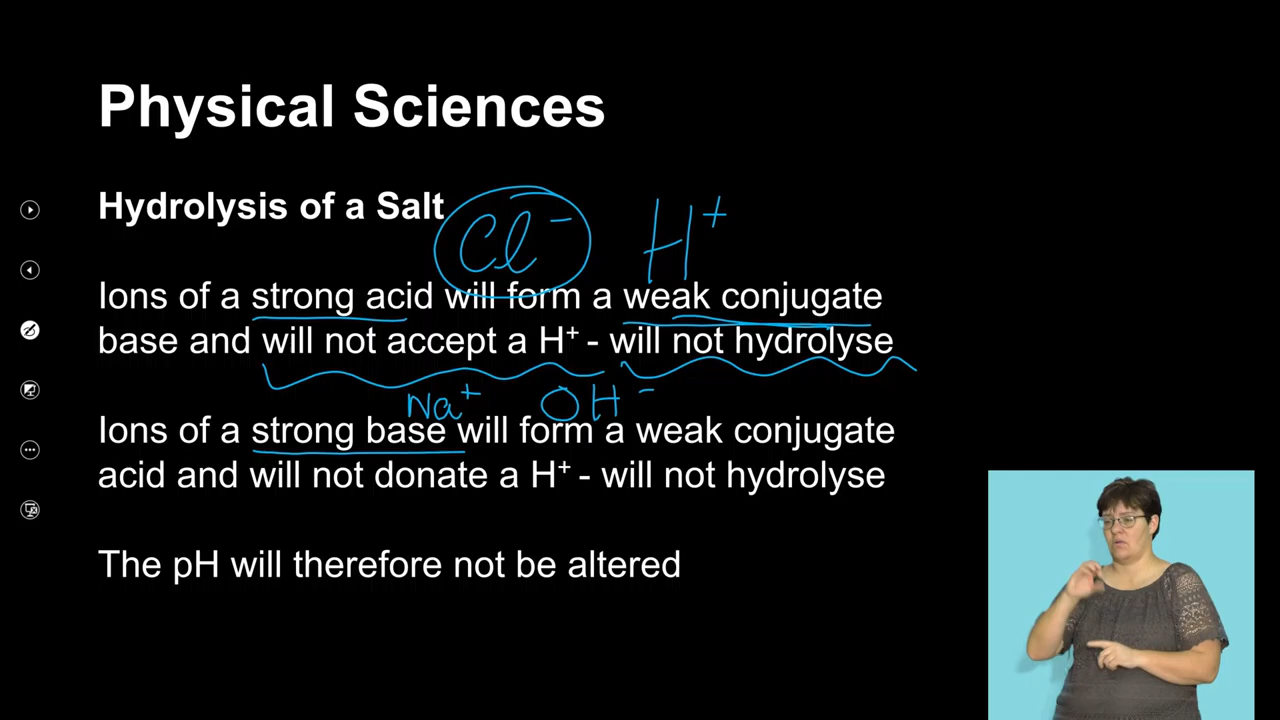 Physical Sciences
Hydrolysis of a Salt
Cl⁻ H⁺
Ions of a strong acid will form a weak conjugate
base and will not accept a H⁺ - will not hydrolyse
Na⁺ OH⁻
Ions of a strong base will form a weak conjugate
acid and will not donate a H⁺ - will not hydrolyse
The pH will therefore not be altered